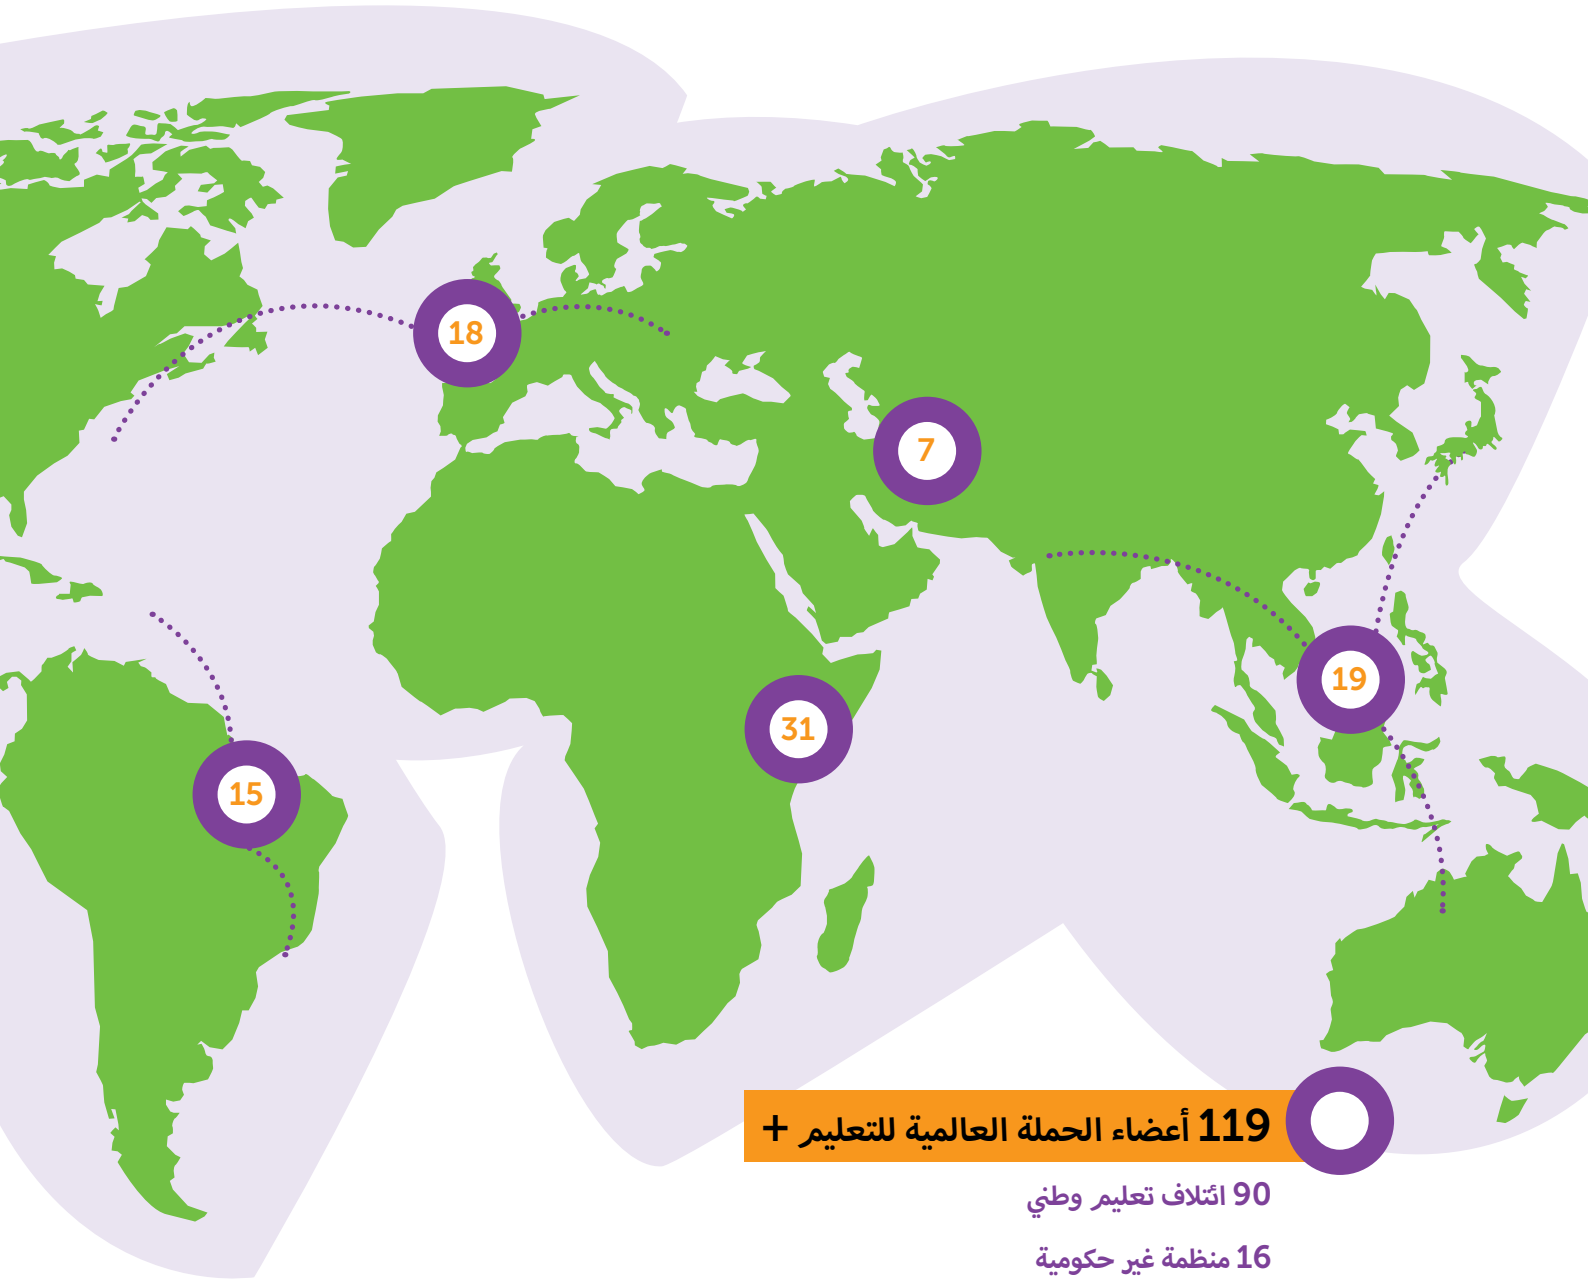 18
7
19
31
15
119 أعضاء الحملة العالمية للتعليم +
90 ائتلاف تعليم وطني
16 منظمة غير حكومية